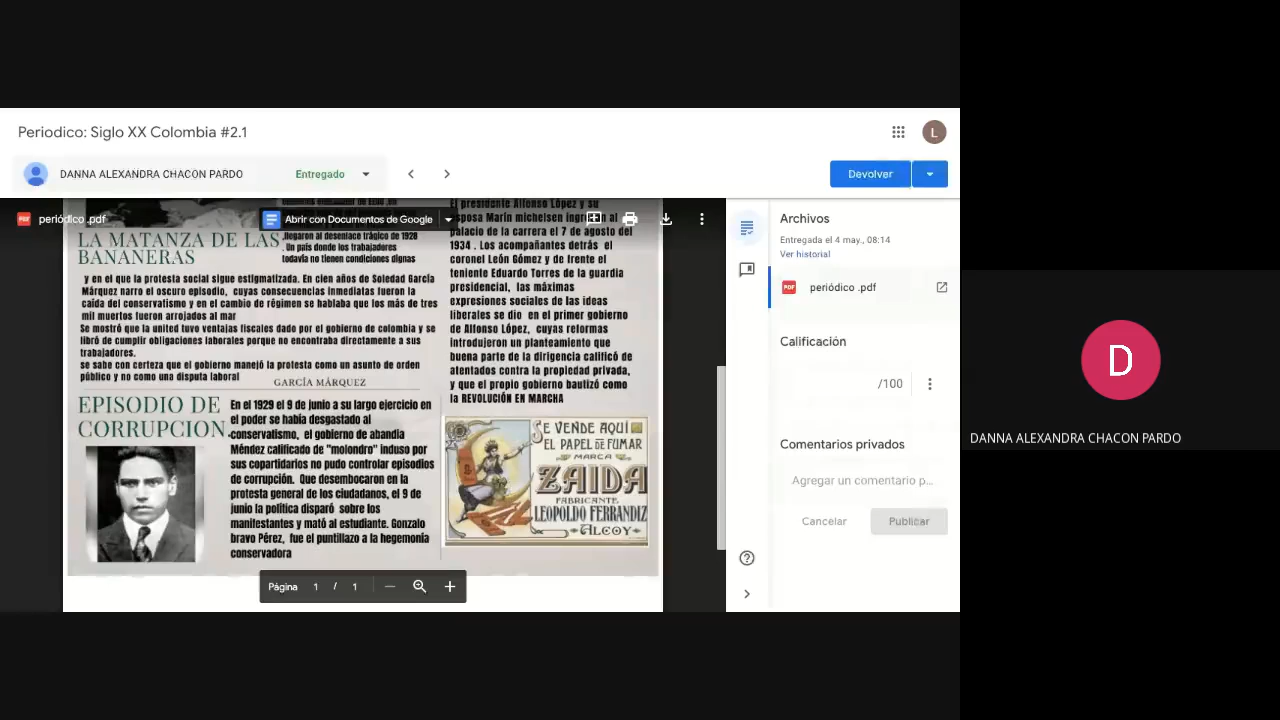 Periodico: Siglo XX Colombia #2.1
L
DANNA ALEXANDRA CHACON PARDO
Entregado
Devolver
PDF
periódico .pdf
Abrir con Documentos de Google
LA MATANZA DE LAS
BANANERAS
llegaron al desenlace trágico de 1928
. Un país donde los trabajadores
todavía no tienen condiciones dignas
y en el que la protesta social sigue estigmatizada. En cien años de Soledad García
Márquez narro el oscuro episodio, cuyas consecuencias inmediatas fueron la
caída del conservatismo y en el cambio de régimen se hablaba que los más de tres
mil muertos fueron arrojados al mar
Se mostró que la united tuvo ventajas fiscales dado por el gobierno de colombia y se
libró de cumplir obligaciones laborales porque no encontraba directamente a sus
trabajadores.
se sabe con certeza que el gobierno manejó la protesta como un asunto de orden
público y no como una disputa laboral
GARCÍA MÁRQUEZ
EPISODIO DE
CORRUPCION.
En el 1929 el 9 de junio a su largo ejercicio en
el poder se había desgastado al
conservalismo, el gobierno de abandia
Méndez calificado de "molondro" induso por
sus copartidarios no pudo controlar episodios
de corrupción. Que desembocaron en la
protesta general de los ciudadanos, el 9 de
junio la política disparó sobre los
manifestantes y mató al estudiante. Gonzalo
bravo Pérez, fue el puntillazo a la hegemonía
conservadora
El presidente Alfonso López y su
esposa Marín michelsen ingresaron al
palacio de la carrera el 7 de agosto del
1934 . Los acompañantes detrás el
coronel León Gómez y de frente el
teniente Eduardo Torres de la guardia
presidencial, las máximas
expresiones sociales de las ideas
liberales se dio en el primer gobierno
de Alfonso López, cuyas reformas
introdujeron un planteamiento que
buena parte de la dirigencia calificó de
atentados contra la propiedad privada,
y que el propio gobierno bautizó como
la REVOLUCIÓN EN MARCHA
SE VENDE AQUÍ
EL PAPEL DE FUMAR
MARCA
ZAIDA
FABRICANTE
LEOPOLDO FERRANDIZ
ALCOY
Página 1 / 1
Archivos
Entregada el 4 may., 08:14
Ver historial
PDF
periódico .pdf
Calificación
/100
Comentarios privados
Agregar un comentario p...
Cancelar
Publicar
D
DANNA ALEXANDRA CHACON PARDO